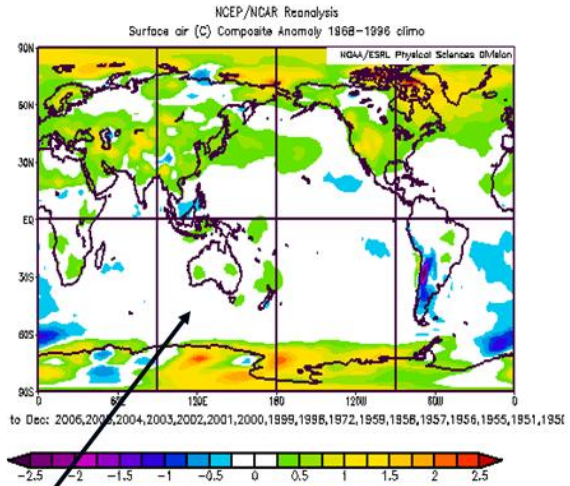 NCEP/NCAR Reanalysis
Surface air (C) Composite Anomaly 1968-1996 climo
NOAA/ESRL Physical Sciences Division
90N
60N
30N
EQ
30S
60S
90S
0 60E 120E 180 120W 60W 0
to Dec: 2005,2004,2003,2002,2001,2000,1999,1998,1972,1959,1958,1957,1956,1955,1951,1950
-2.5 -2 -1.5 -1 -0.5 0 0.5 1 1.5 2 2.5